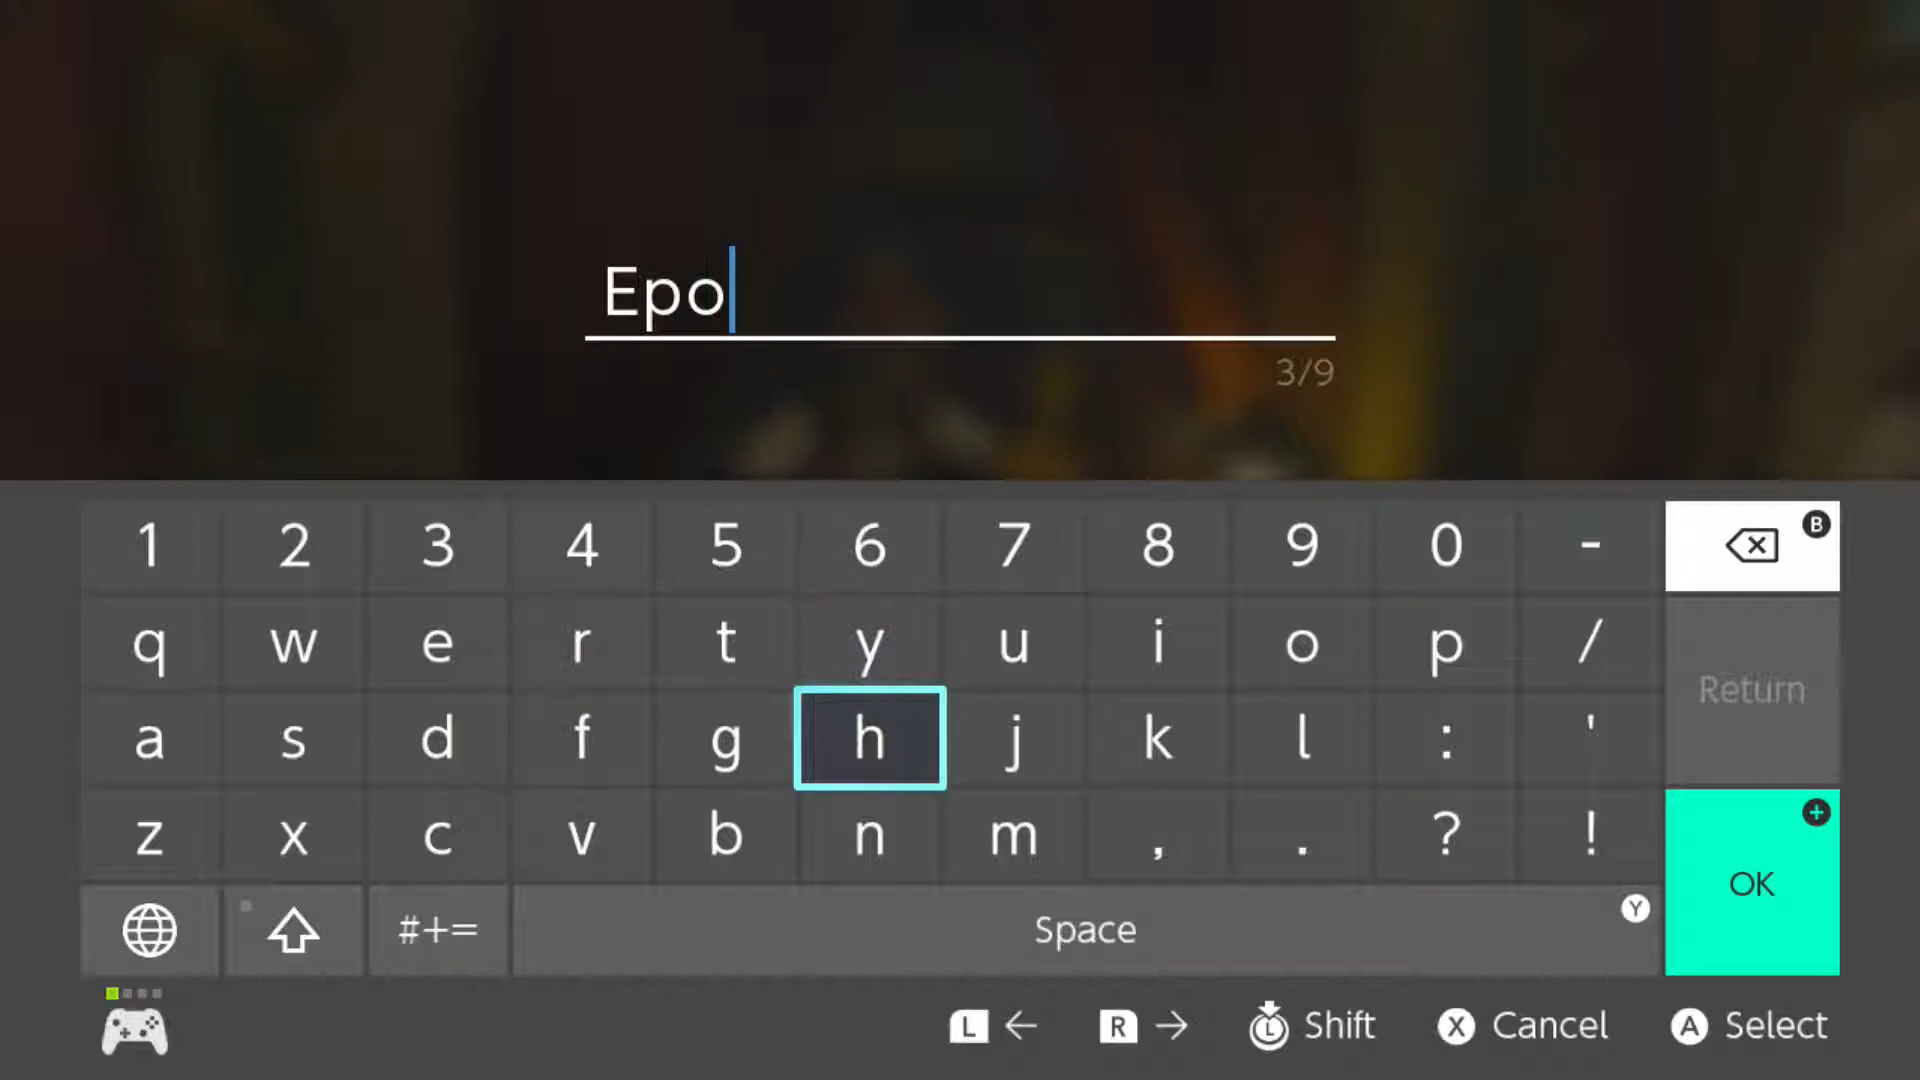 Epo
3/9
1 2 3 4 5 6 7 8 9 0 - B
q w e r t y u i o p /
Return
a s d f g h j k l : '
z x c v b n m , . ? ! +
OK
#+= Space Y
L ← R → L Shift X Cancel A Select